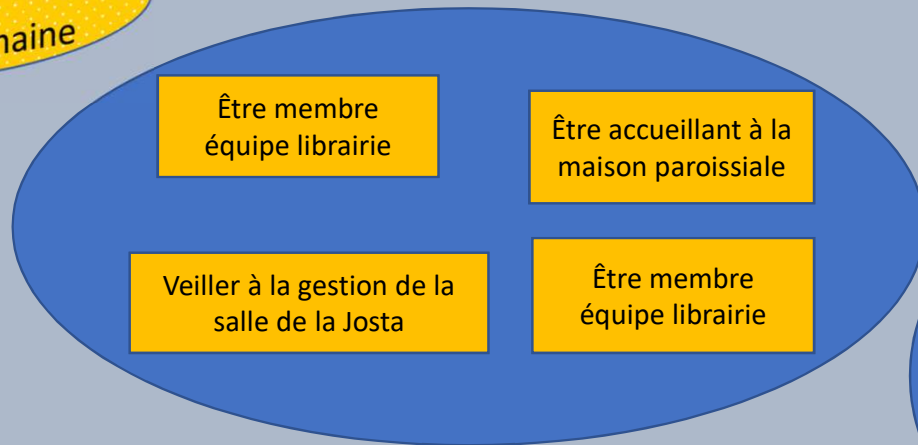 Être membre
équipe librairie
Être accueillant à la
maison paroissiale
Veiller à la gestion de la
salle de la Josta
Être membre
équipe librairie